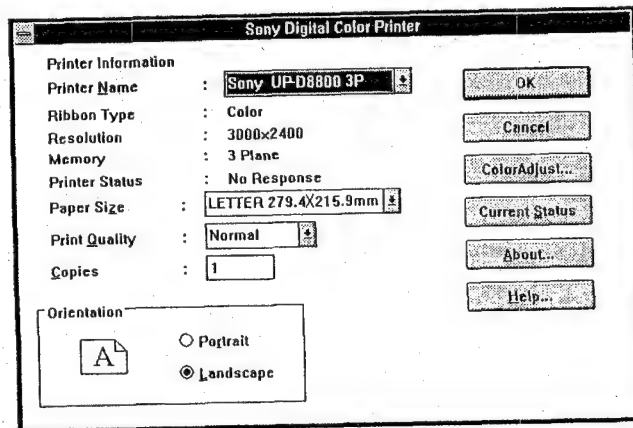 Sony Digital Color Printer
Printer Information
Printer Name : Sony UP-D8800 3P
Ribbon Type : Color
Resolution : 3000x2400
Memory : 3 Plane
Printer Status : No Response
Paper Size : LETTER 279.4X215.9mm
Print Quality : Normal
Copies : 1
OK
Cancel
ColorAdjust...
Current Status
About...
Help...
Orientation
A
Portrait
Landscape